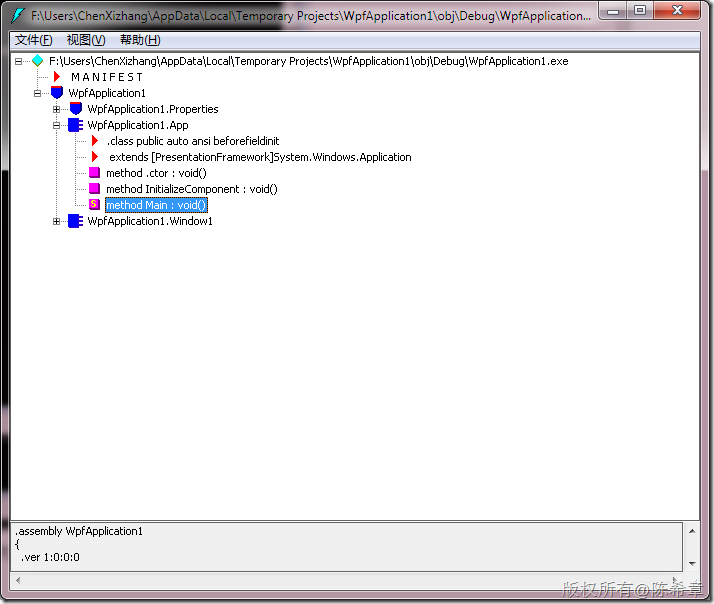 F:\Users\ChenXizhang\AppData\Local\Temporary Projects\WpfApplication1\obj\Debug\WpfApplication...
文件(F) 视图(V) 帮助(H)
F:\Users\ChenXizhang\AppData\Local\Temporary Projects\WpfApplication1\obj\Debug\WpfApplication1.exe
M A N I F E S T
WpfApplication1
WpfApplication1.Properties
WpfApplication1.App
.class public auto ansi beforefieldinit
extends [PresentationFramework]System.Windows.Application
method .ctor : void()
method InitializeComponent : void()
method Main : void()
WpfApplication1.Window1
.assembly WpfApplication1
{
.ver 1:0:0:0
版权所有@陈希章